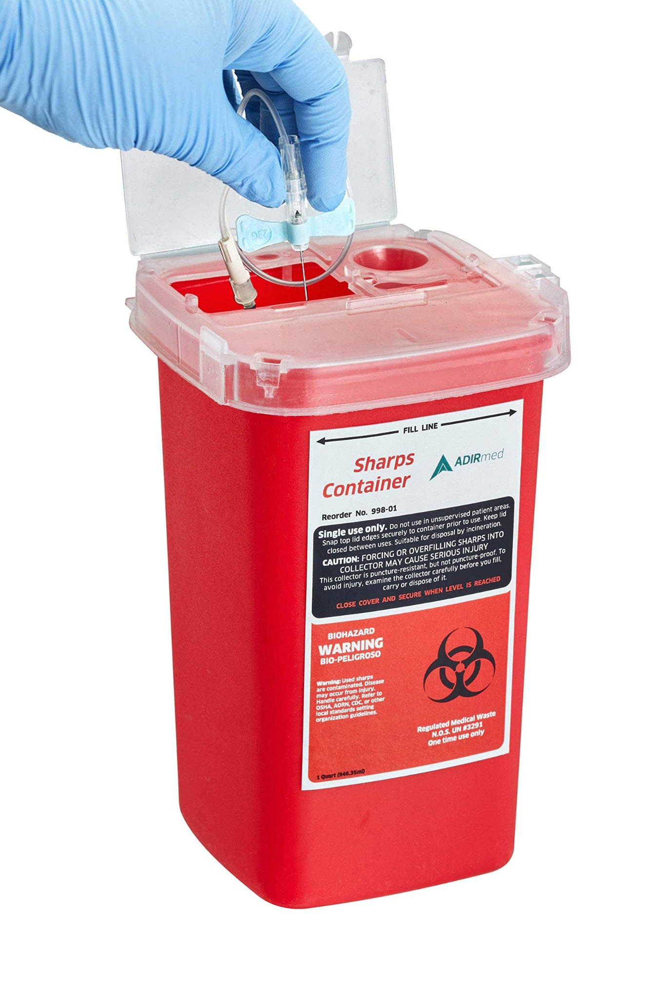 23G
FILL LINE
Sharps
Container
ADIRmed
Reorder No. 998-01
Single use only. Do not use in unsupervised patient areas.
Snap top lid edges securely to container prior to use. Keep lid
closed between uses. Suitable for disposal by incineration.
CAUTION: FORCING OR OVERFILLING SHARPS INTO
COLLECTOR MAY CAUSE SERIOUS INJURY
This collector is puncture-resistant, but not puncture-proof. To
avoid injury, examine the collector carefully before you fill,
carry or dispose of it.
CLOSE COVER AND SECURE WHEN LEVEL IS REACHED
BIOHAZARD
WARNING
BIO-PELIGROSO
Warning: Used sharps
are contaminated. Disease
may occur from injury.
Handle carefully. Refer to
OSHA, AORN, CDC, or other
local standards setting
organization guidelines.
Regulated Medical Waste
N.O.S. UN #3291
One time use only
1 Quart (946.35ml)